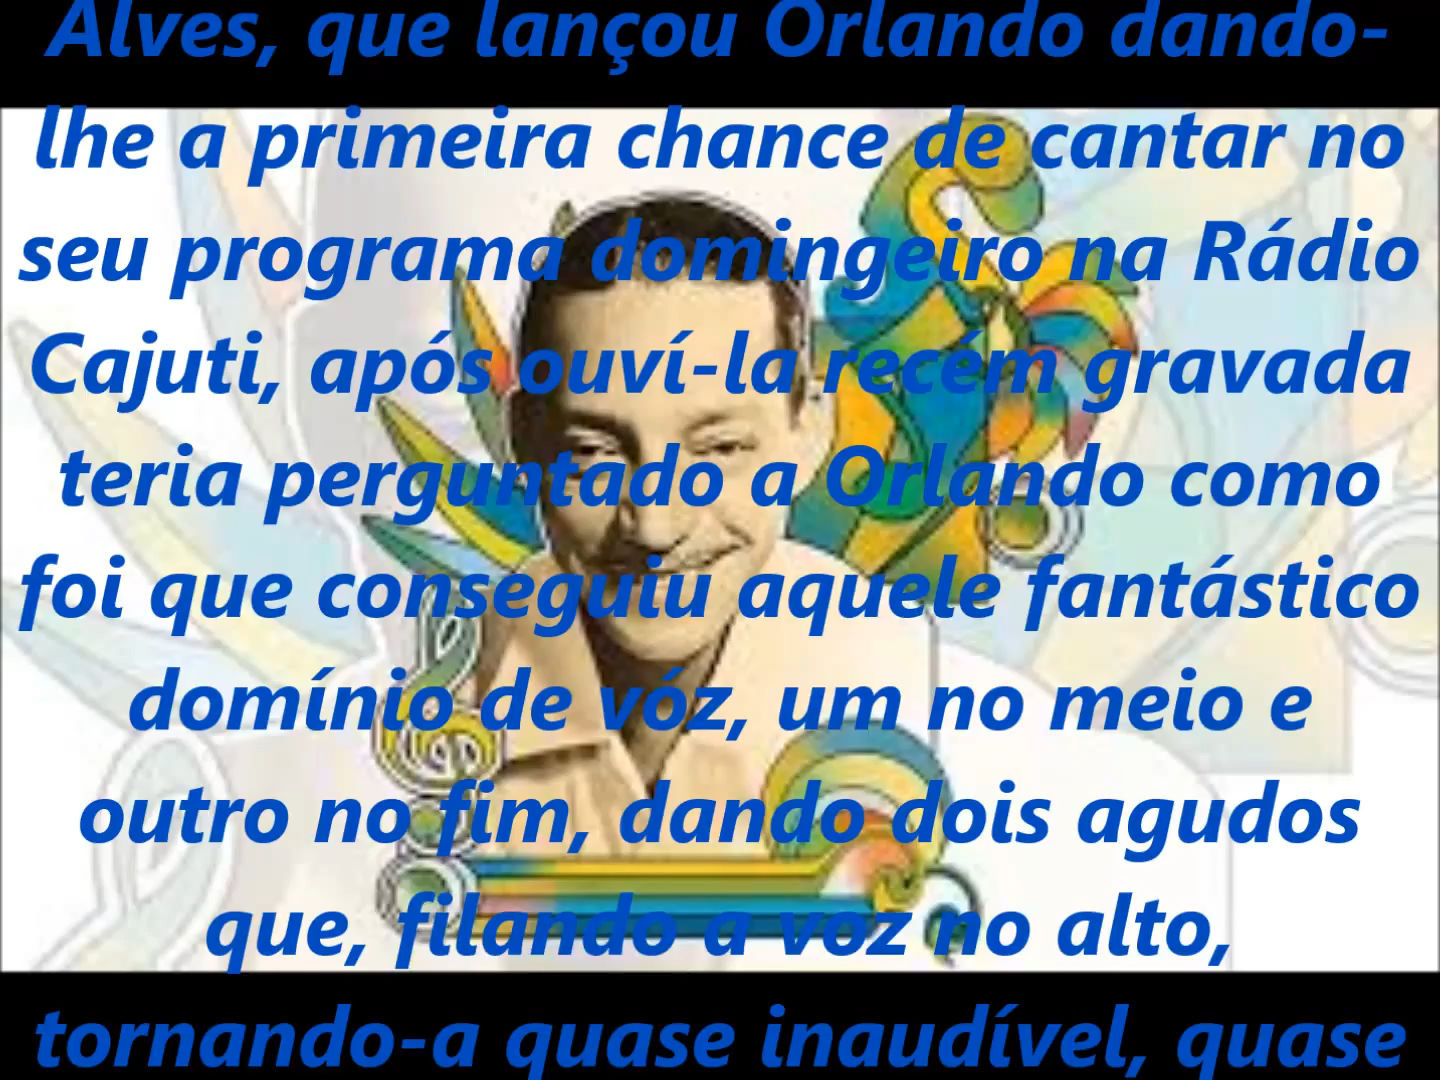 Alves, que lançou Orlando dando-
lhe a primeira chance de cantar no
seu programa domingeiro na Rádio
Cajuti, após ouví-la recém gravada
teria perguntado a Orlando como
foi que conseguiu aquele fantástico
domínio de vóz, um no meio e
outro no fim, dando dois agudos
que, filando a voz no alto,
tornando-a quase inaudível, quase